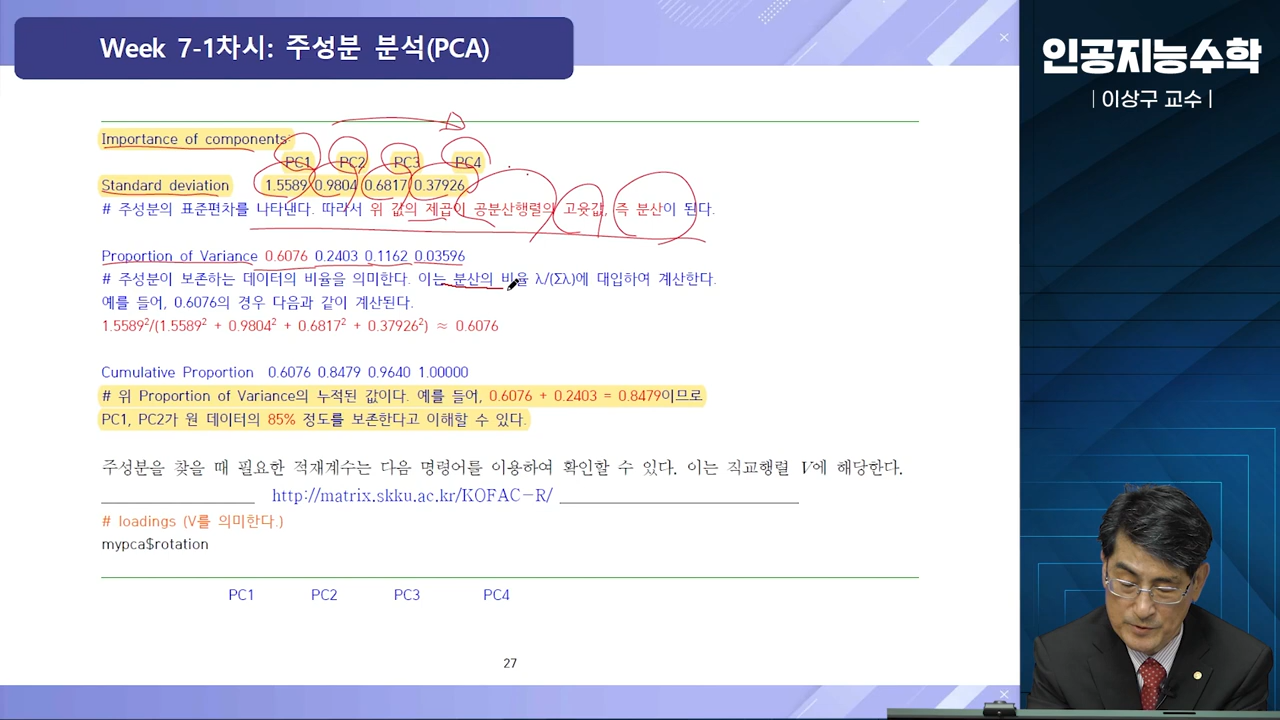 Week 7-1차시: 주성분 분석(PCA)
인공지능수학
| 이상구 교수 |
Importance of components:
PC1 PC2 PC3 PC4
Standard deviation 1.5589 0.9804 0.6817 0.37926
# 주성분의 표준편차를 나타낸다. 따라서 위 값의 제곱이 공분산행렬의 고윳값, 즉 분산이 된다.
Proportion of Variance 0.6076 0.2403 0.1162 0.03596
# 주성분이 보존하는 데이터의 비율을 의미한다. 이는 분산의 비율 λ/(Σλ)에 대입하여 계산한다.
예를 들어, 0.6076의 경우 다음과 같이 계산된다.
1.5589²/(1.5589² + 0.9804² + 0.6817² + 0.37926²) ≈ 0.6076
Cumulative Proportion 0.6076 0.8479 0.9640 1.00000
# 위 Proportion of Variance의 누적된 값이다. 예를 들어, 0.6076 + 0.2403 = 0.8479이므로
PC1, PC2가 원 데이터의 85% 정도를 보존한다고 이해할 수 있다.
주성분을 찾을 때 필요한 적재계수는 다음 명령어를 이용하여 확인할 수 있다. 이는 직교행렬 V에 해당한다.
http://matrix.skku.ac.kr/KOFAC-R/
# loadings (V를 의미한다.)
mypca$rotation
PC1 PC2 PC3 PC4
27